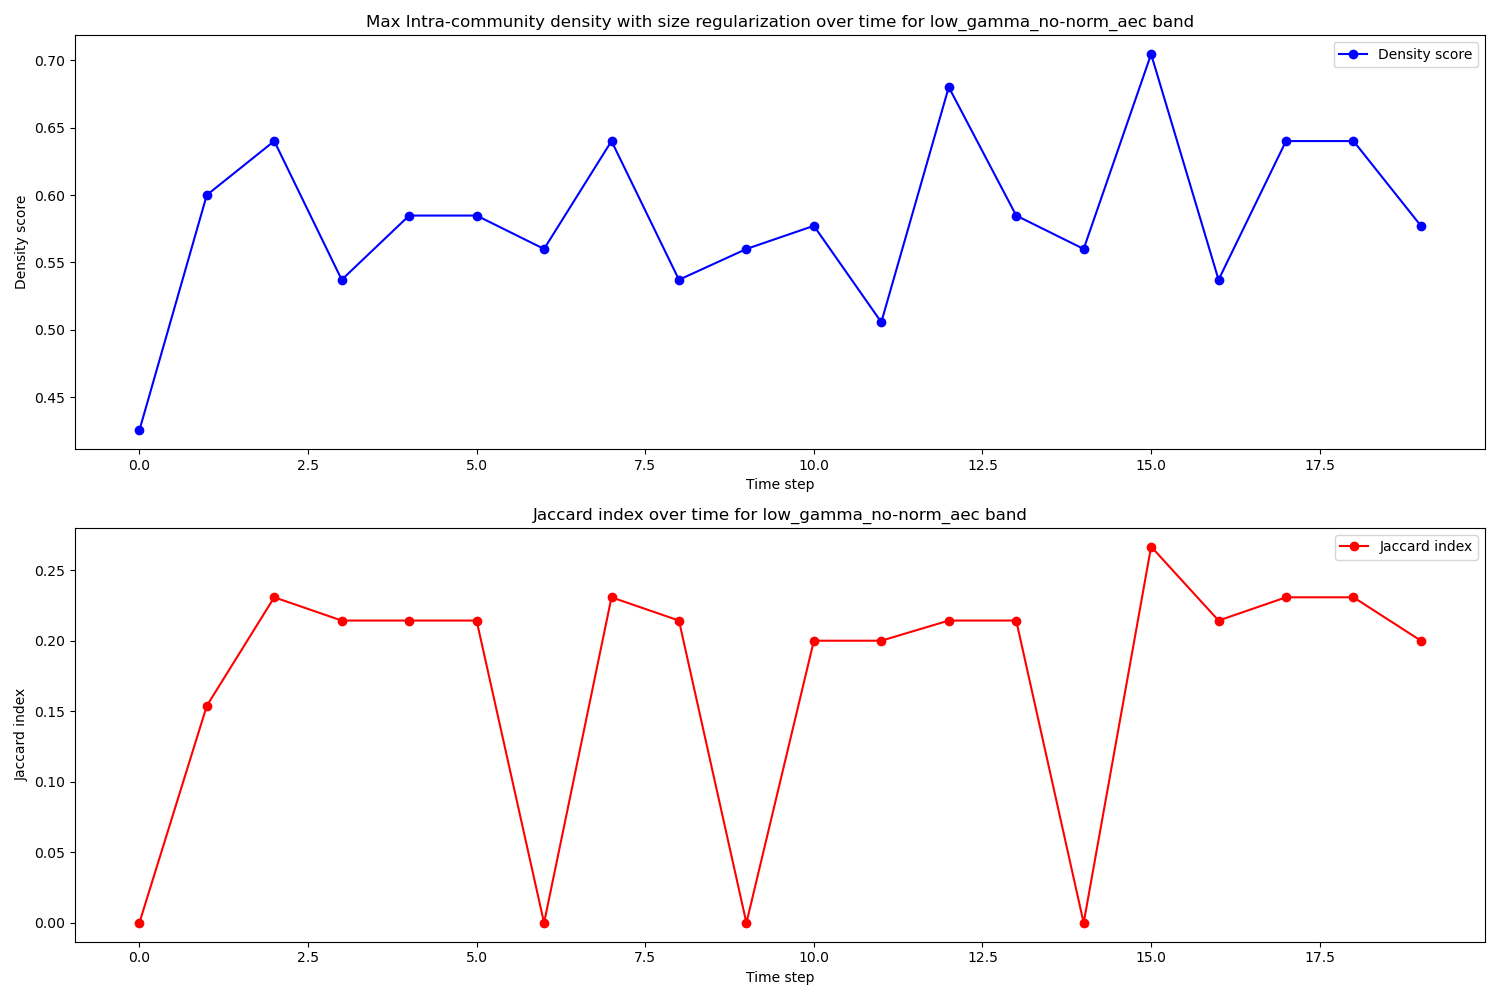 Max Intra-community density with size regularization over time for low_gamma_no-norm_aec band
Density score
0.70
0.65
0.60
0.55
0.50
0.45
Density score
0.0 2.5 5.0 7.5 10.0 12.5 15.0 17.5
Time step
Jaccard index over time for low_gamma_no-norm_aec band
Jaccard index
0.25
0.20
0.15
0.10
0.05
0.00
Jaccard index
0.0 2.5 5.0 7.5 10.0 12.5 15.0 17.5
Time step